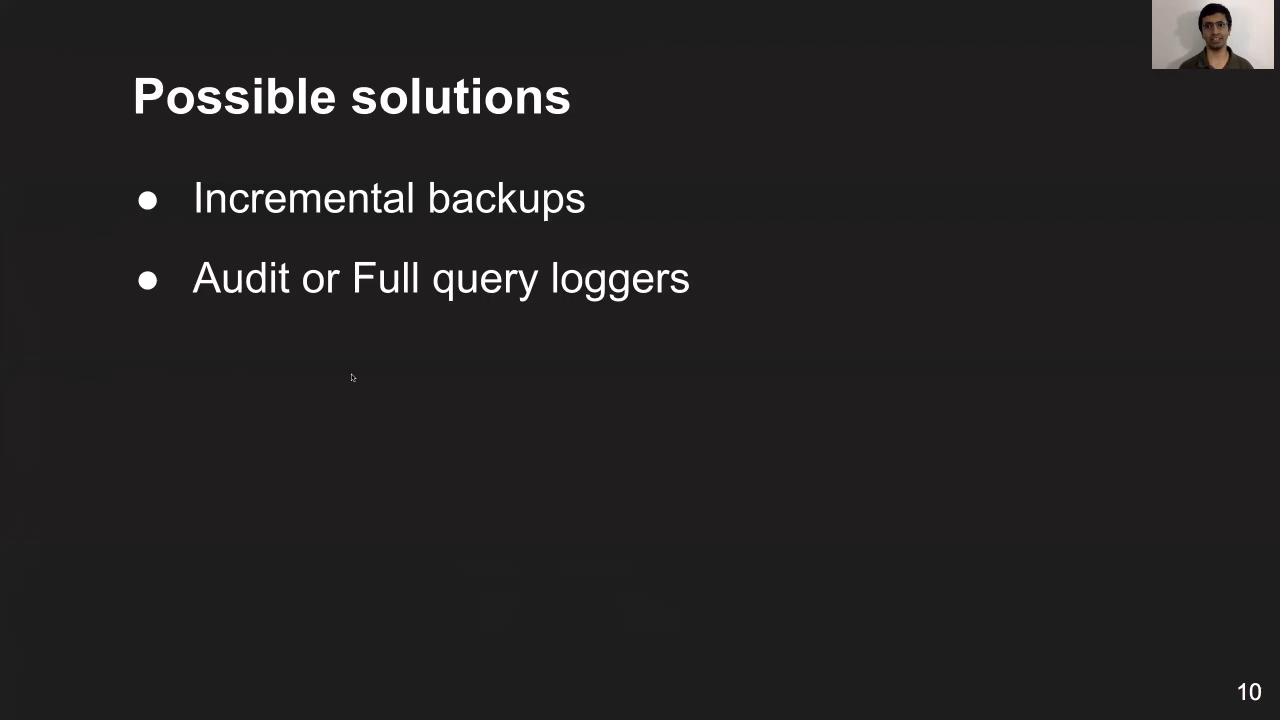 Possible solutions
● Incremental backups
● Audit or Full query loggers
10